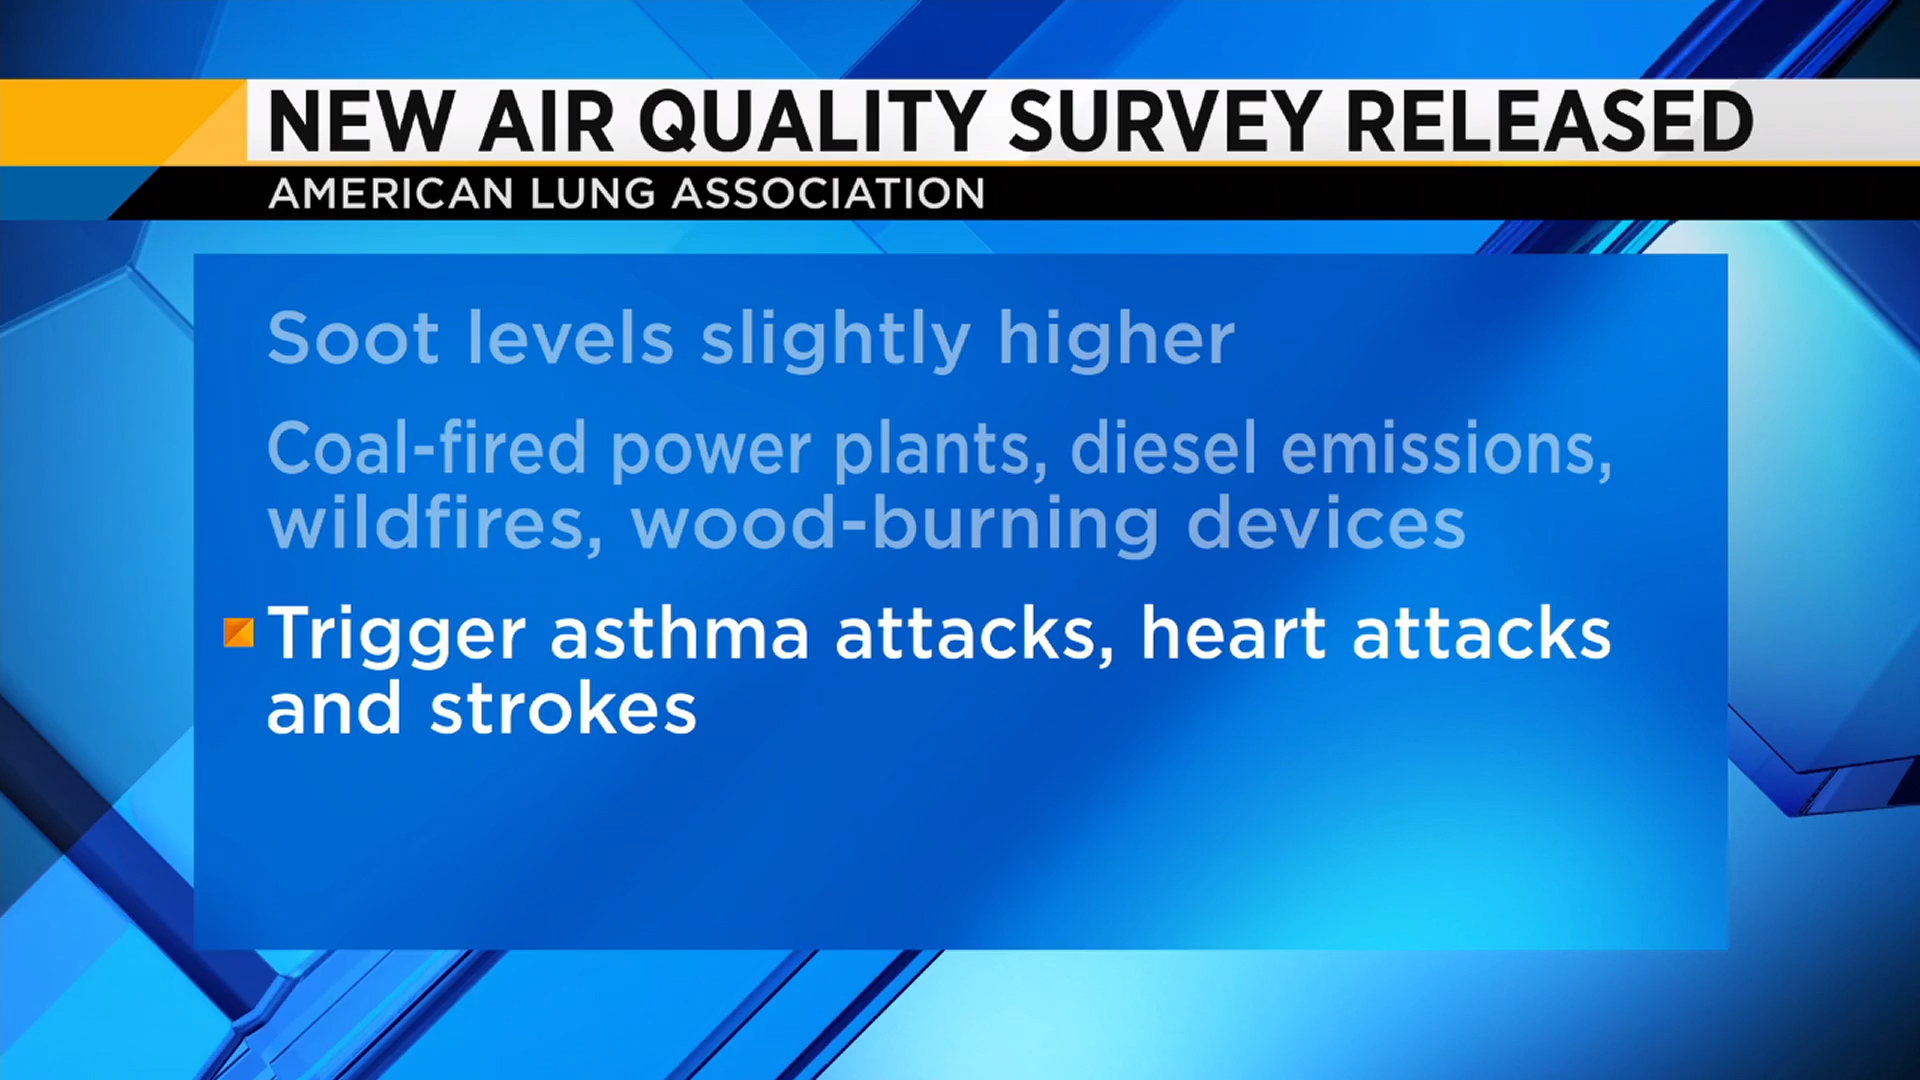 NEW AIR QUALITY SURVEY RELEASED
AMERICAN LUNG ASSOCIATION
Soot levels slightly higher
Coal-fired power plants, diesel emissions,
wildfires, wood-burning devices
Trigger asthma attacks, heart attacks
and strokes